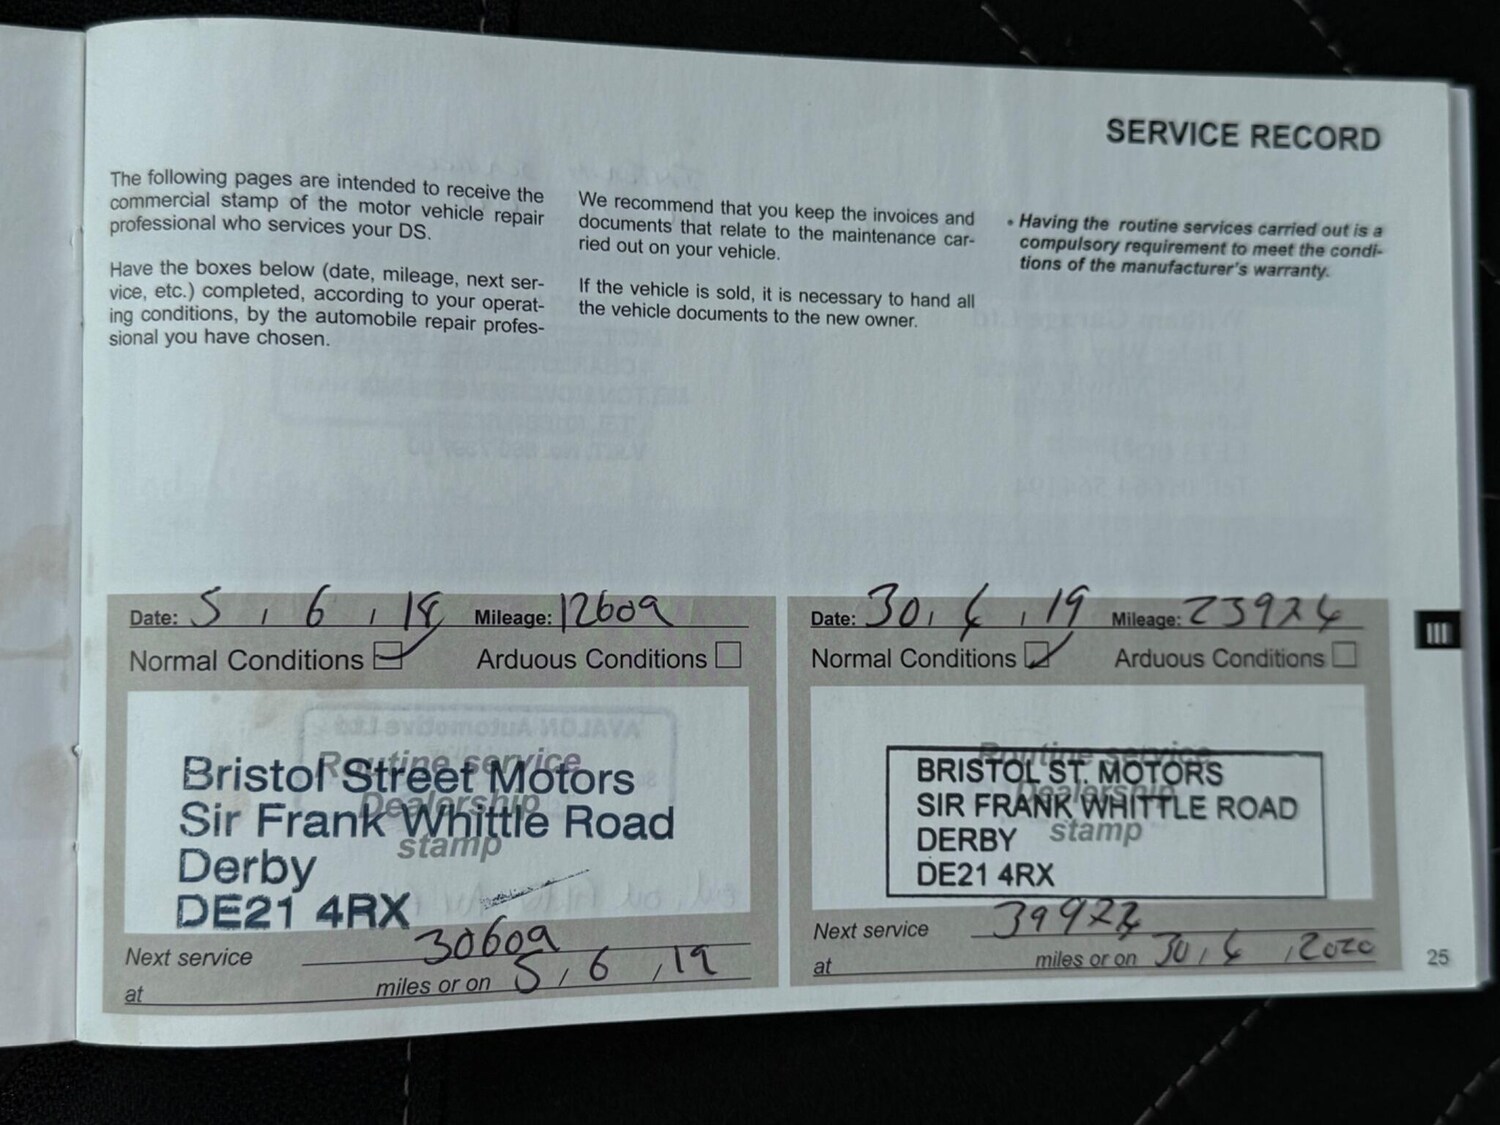 SERVICE RECORD
The following pages are intended to receive the
commercial stamp of the motor vehicle repair
professional who services your DS.
Have the boxes below (date, mileage, next ser-
vice, etc.) completed, according to your operat-
ing conditions, by the automobile repair profes-
sional you have chosen.
We recommend that you keep the invoices and
documents that relate to the maintenance car-
ried out on your vehicle.
If the vehicle is sold, it is necessary to hand all
the vehicle documents to the new owner.
• Having the routine services carried out is a
compulsory requirement to meet the condi-
tions of the manufacturer's warranty.
Date: 5 / 6 / 18 Mileage: 12609
Normal Conditions Arduous Conditions
Routine service
Dealership
stamp
Bristol Street Motors
Sir Frank Whittle Road
Derby
DE21 4RX
Next service 30609
at miles or on 5 / 6 / 19
Date: 30 / 4 / 19 Mileage: 23924
Normal Conditions Arduous Conditions
Routine service
Dealership
stamp
BRISTOL ST. MOTORS
SIR FRANK WHITTLE ROAD
DERBY
DE21 4RX
Next service
at miles or on 30 / 4 / 2020
III
25